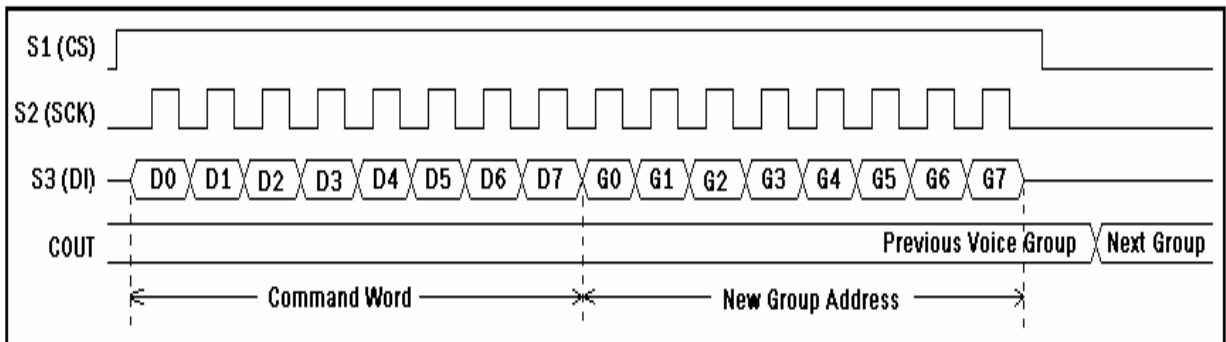 S1 (CS)
S2 (SCK)
S3 (DI) D0 D1 D2 D3 D4 D5 D6 D7 G0 G1 G2 G3 G4 G5 G6 G7
COUT Previous Voice Group Next Group
Command Word New Group Address